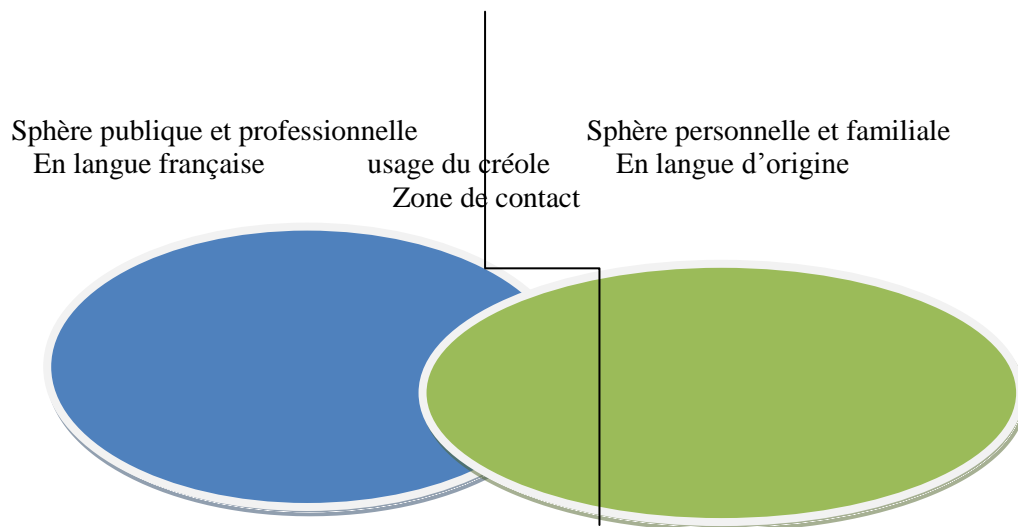 Sphère publique et professionnelle
En langue française
usage du créole
Zone de contact
Sphère personnelle et familiale
En langue d’origine